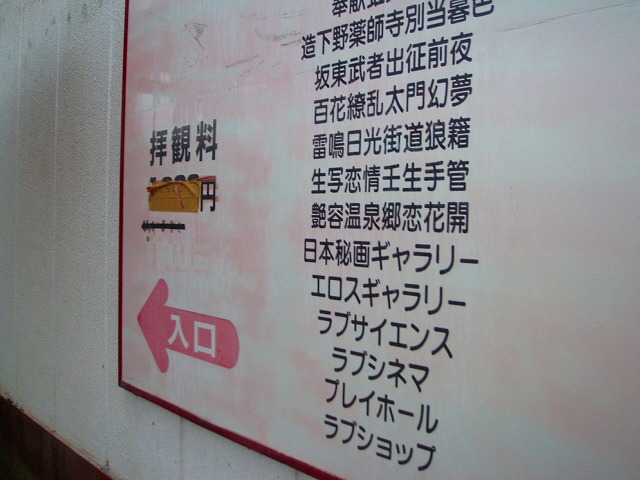 造下野薬師寺別当暮色
坂東武者出征前夜
百花繚乱太門幻夢
雷鳴日光街道狼籍
生写恋情壬生手管
艶容温泉郷恋花開
日本秘画ギャラリー
エロスギャラリー
ラブサイエンス
ラブシネマ
プレイホール
ラブショップ
拝観料
円
入口